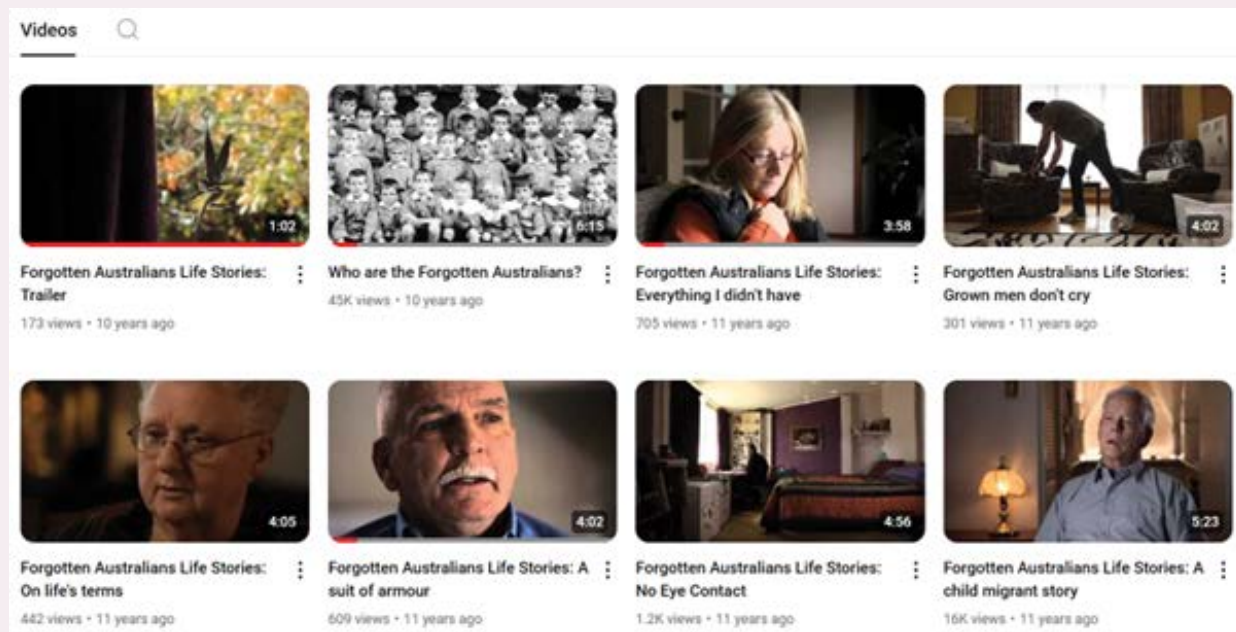 Videos
1:02
6:15
3:58
4:02
Forgotten Australians Life Stories:
Trailer
173 views • 10 years ago
Who are the Forgotten Australians?
45K views • 10 years ago
Forgotten Australians Life Stories:
Everything I didn't have
705 views • 11 years ago
Forgotten Australians Life Stories:
Grown men don't cry
301 views • 11 years ago
4:05
4:02
4:56
5:23
Forgotten Australians Life Stories:
On life's terms
442 views • 11 years ago
Forgotten Australians Life Stories: A
suit of armour
609 views • 11 years ago
Forgotten Australians Life Stories:
No Eye Contact
1.2K views • 11 years ago
Forgotten Australians Life Stories: A
child migrant story
16K views • 11 years ago